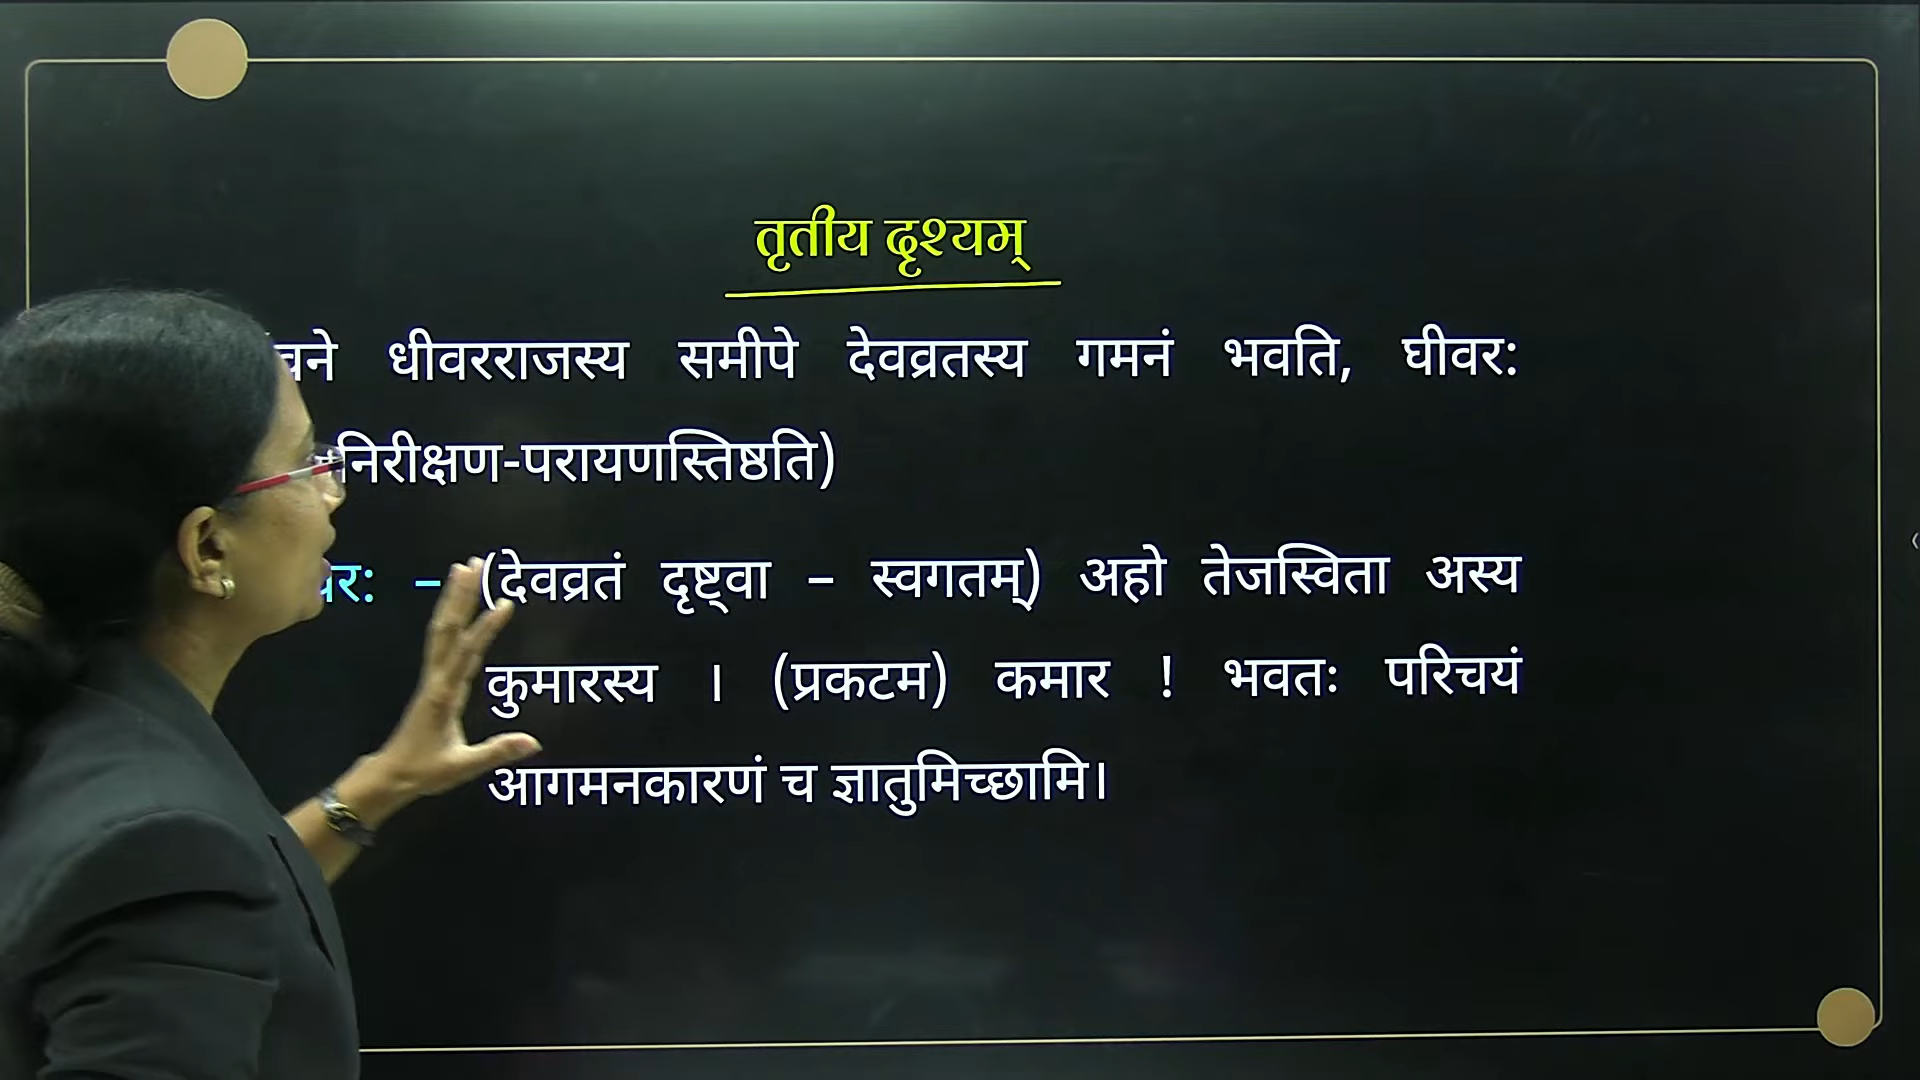 तृतीय दृश्यम्
धीवरराजस्य समीपे देवव्रतस्य गमनं भवति, घीवर:
निरीक्षण-परायणस्तिष्ठति)
– (देवव्रतं दृष्ट्वा – स्वगतम्) अहो तेजस्विता अस्य
कुमारस्य । (प्रकटम) कमार ! भवतः परिचयं
आगमनकारणं च ज्ञातुमिच्छामि।